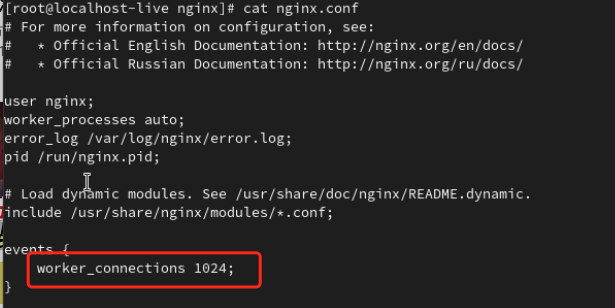 [root@localhost-live nginx]# cat nginx.conf
# For more information on configuration, see:
#   * Official English Documentation: http://nginx.org/en/docs/
#   * Official Russian Documentation: http://nginx.org/ru/docs/
user nginx;
worker_processes auto;
error_log /var/log/nginx/error.log;
pid /run/nginx.pid;
# Load dynamic modules. See /usr/share/doc/nginx/README.dynamic.
include /usr/share/nginx/modules/*.conf;
events {
    worker_connections 1024;
}